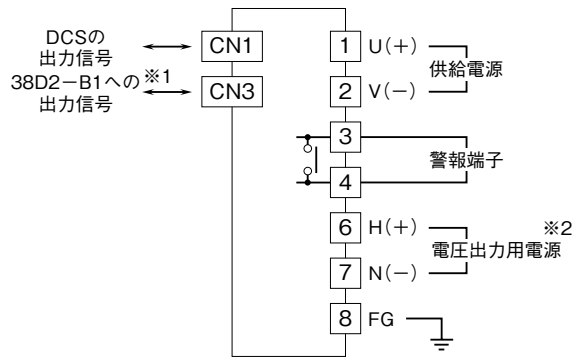 DCSの
出力信号
CN1
38D2－B1への ※1
出力信号
CN3
1 U(＋)
供給電源
2 V(－)
3
警報端子
4
6 H(＋)
※2
電圧出力用電源
7 N(－)
8 FG